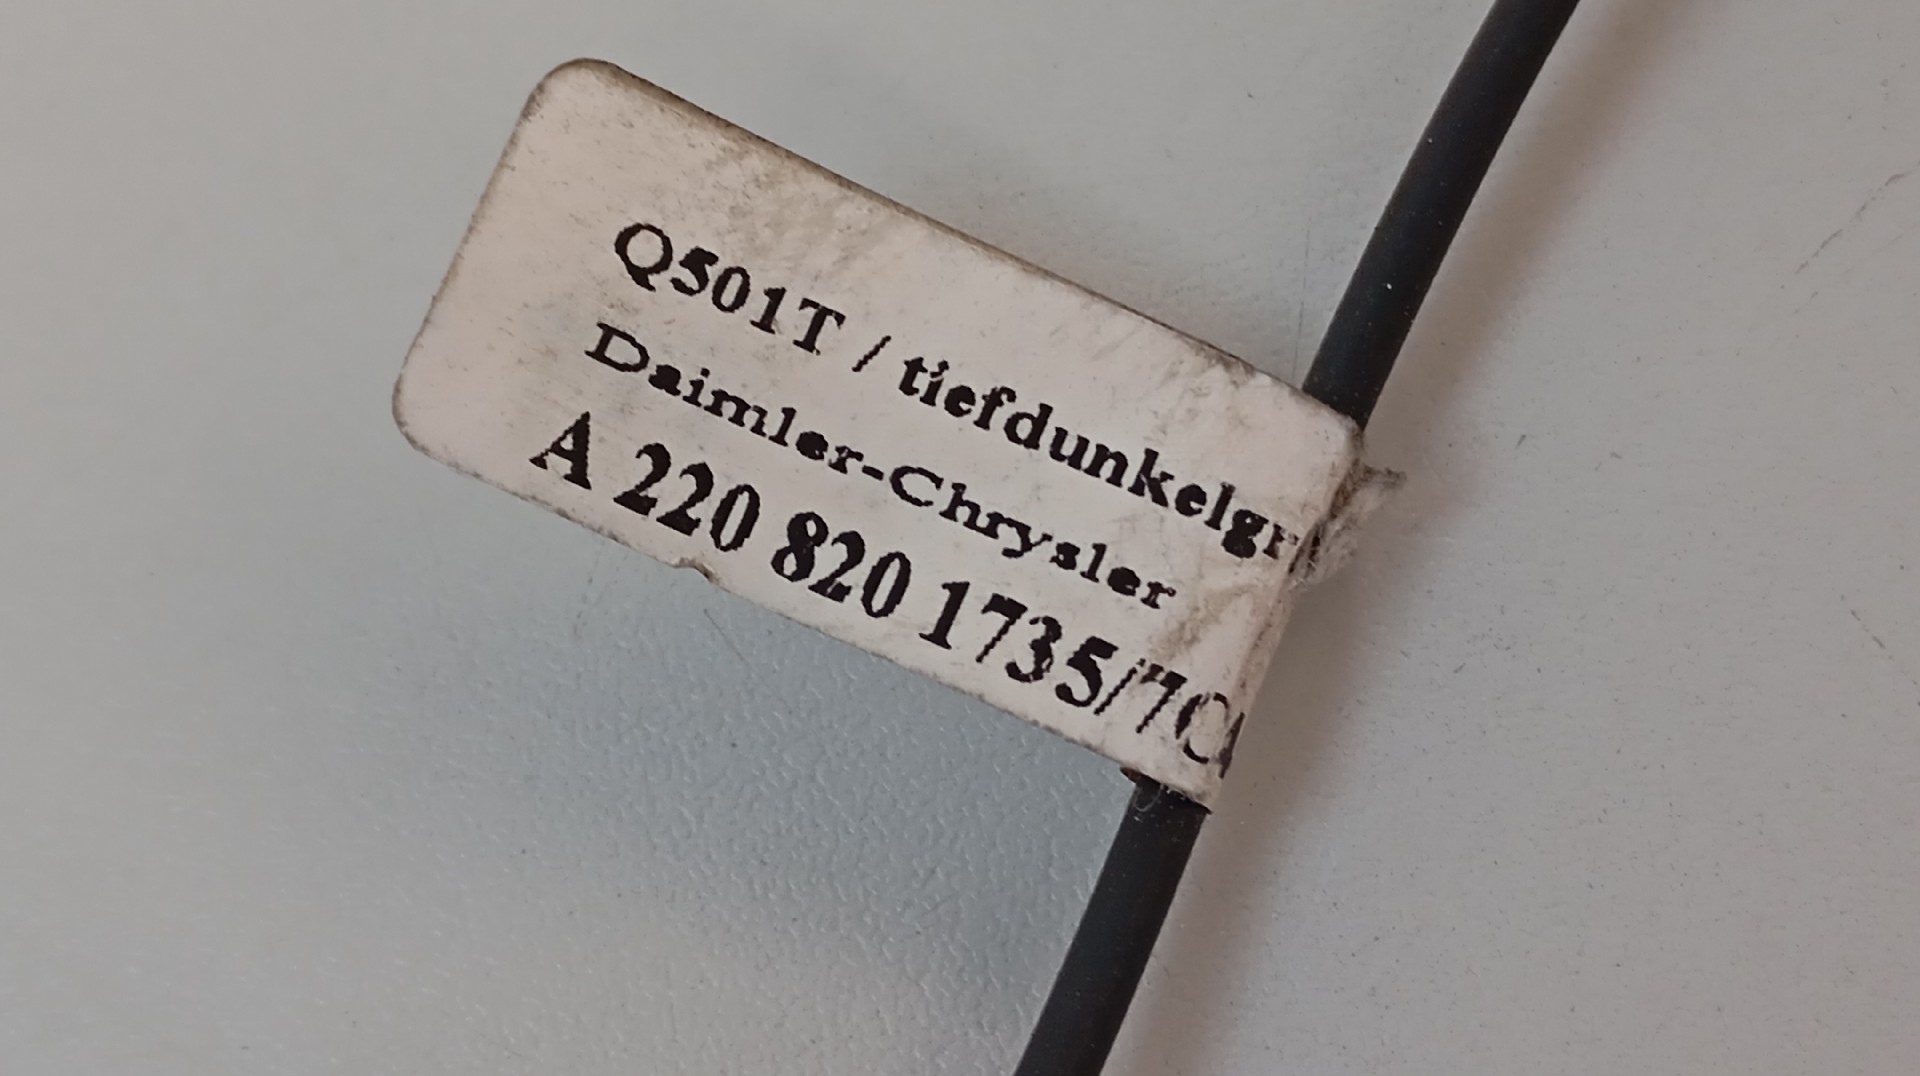 Q501T / tiefdunkelgr
Daimler-Chrysler
A 220 820 1735/7C